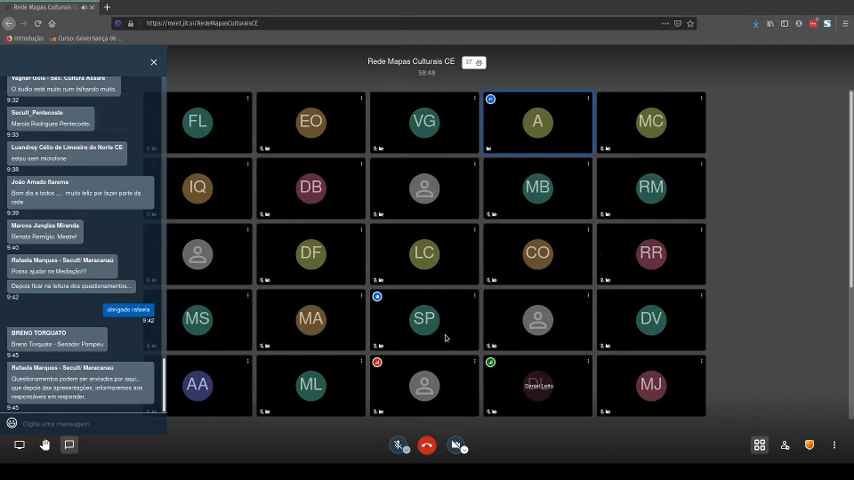 Rede Mapas Culturais C
https://meet.jit.si/RedeMapasCulturaisCE
Introdução
Curso: Governança de ...
Rede Mapas Culturais CE
37
58:48
Vagner Góis - Sec. Cultura Assaré
O áudio está muito ruim falhando muito.
9:32
Secult_Pentecoste
Marcia Rodrigues Pentecoste.
9:33
Luandrey Célio de Limoeiro do Norte CE
estou sem microfone
9:38
João Amado Itarema
Bom dia a todos .... muito feliz por fazer parte da
rede
9:39
Marcos Junglas Miranda
Renata Remígio. Mestre!
9:40
Rafaela Marques - Secult/ Maracanaú
Posso ajudar na Mediação!!!
Depois ficar na leitura dos questionamentos...
9:42
obrigado rafaela
9:42
BRENO TORQUATO
Breno Torquato - Senador Pompeu
9:45
Rafaela Marques - Secult/ Maracanaú
Questionamentos podem ser enviados por aqui...
que depois das apresentações, informaremos aos
responsáveis em responder.
9:45
Digite uma mensagem
FL
EO
VG
A
MC
IQ
DB
MB
RM
DF
LC
CO
RR
MS
MA
SP
DV
AA
ML
DL
Daniel Leão
MJ